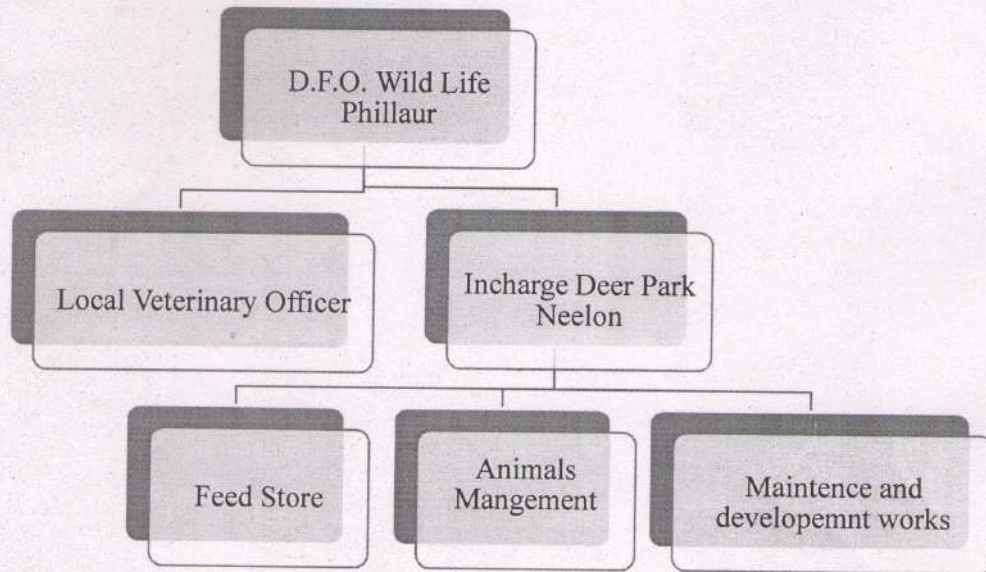 D.F.O. Wild Life
Phillaur
Local Veterinary Officer
Incharge Deer Park
Neelon
Feed Store
Animals
Mangement
Maintence and
developemnt works